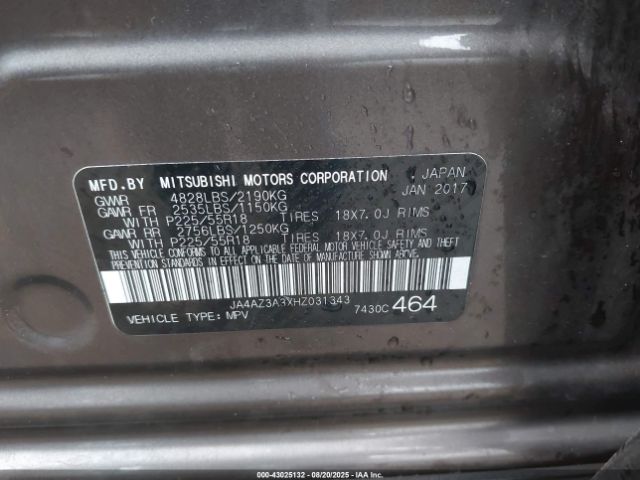 MFD.BY MITSUBISHI MOTORS CORPORATION JAPAN
GVWR 4828LBS/2190KG JAN 2017
GAWR FR 2535LBS/1150KG
WITH P225/55R18 TIRES 18X7.0J RIMS
GAWR RR 2756LBS/1250KG
WITH P225/55R18 TIRES 18X7.0J RIMS
THIS VEHICLE CONFORMS TO ALL APPLICABLE FEDERAL MOTOR VEHICLE SAFETY AND THEFT
PREVENTION STANDARDS IN EFFECT ON THE DATE OF MANUFACTURE SHOWN ABOVE.
JA4AZ3A3XHZ031343
VEHICLE TYPE: MPV 7430C 464
000-43025132 - 08/20/2025 - IAAI.COM